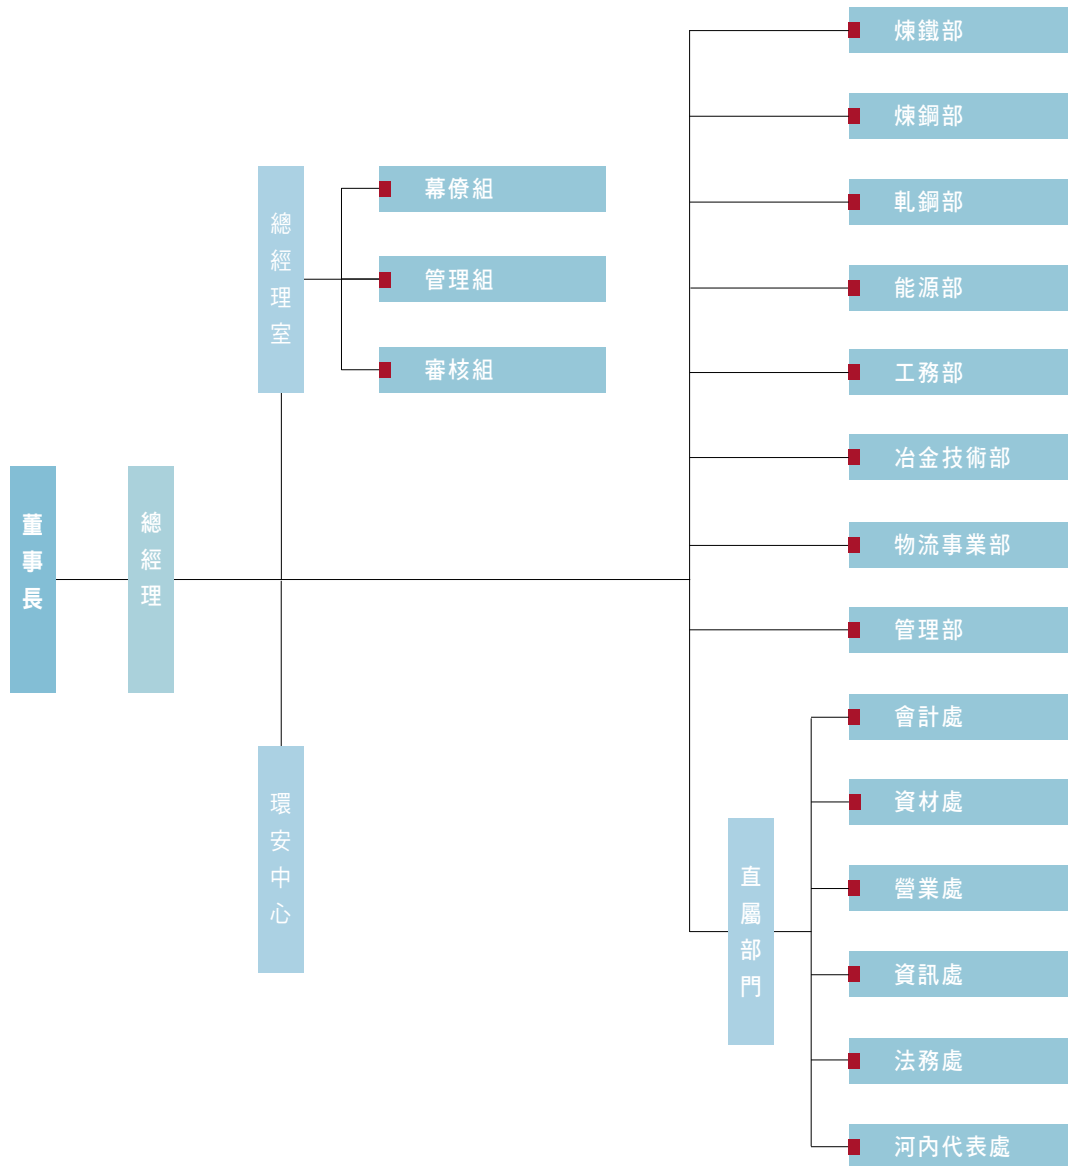 董事長
總經理
總經理室
幕僚組
管理組
審核組
環安中心
煉鐵部
煉鋼部
軋鋼部
能源部
工務部
冶金技術部
物流事業部
管理部
直屬部門
會計處
資材處
營業處
資訊處
法務處
河內代表處